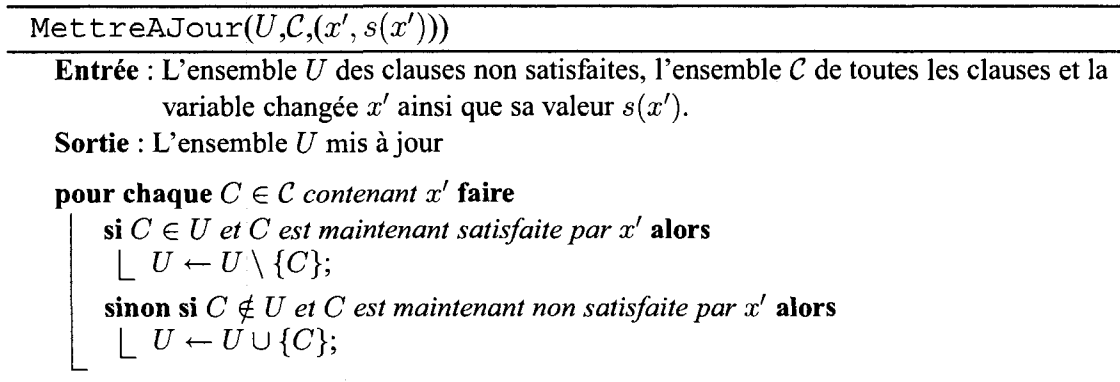 MettreAJour(U,𝒞,(x′, s(x′)))
Entrée : L'ensemble U des clauses non satisfaites, l'ensemble 𝒞 de toutes les clauses et la
variable changée x′ ainsi que sa valeur s(x′).
Sortie : L'ensemble U mis à jour
pour chaque C ∈ 𝒞 contenant x′ faire
si C ∈ U et C est maintenant satisfaite par x′ alors
U ← U \ {C};
sinon si C ∉ U et C est maintenant non satisfaite par x′ alors
U ← U ∪ {C};